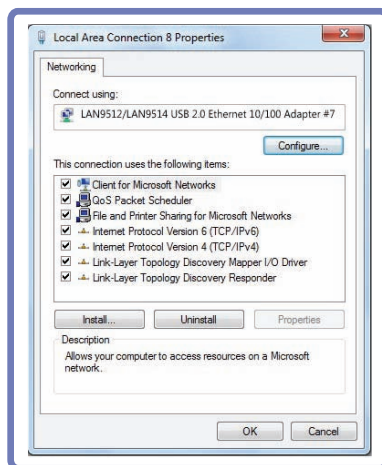 Local Area Connection 8 Properties
Networking
Connect using:
LAN9512/LAN9514 USB 2.0 Ethernet 10/100 Adapter #7
Configure...
This connection uses the following items:
Client for Microsoft Networks
QoS Packet Scheduler
File and Printer Sharing for Microsoft Networks
Internet Protocol Version 6 (TCP/IPv6)
Internet Protocol Version 4 (TCP/IPv4)
Link-Layer Topology Discovery Mapper I/O Driver
Link-Layer Topology Discovery Responder
Install... Uninstall Properties
Description
Allows your computer to access resources on a Microsoft
network.
OK Cancel